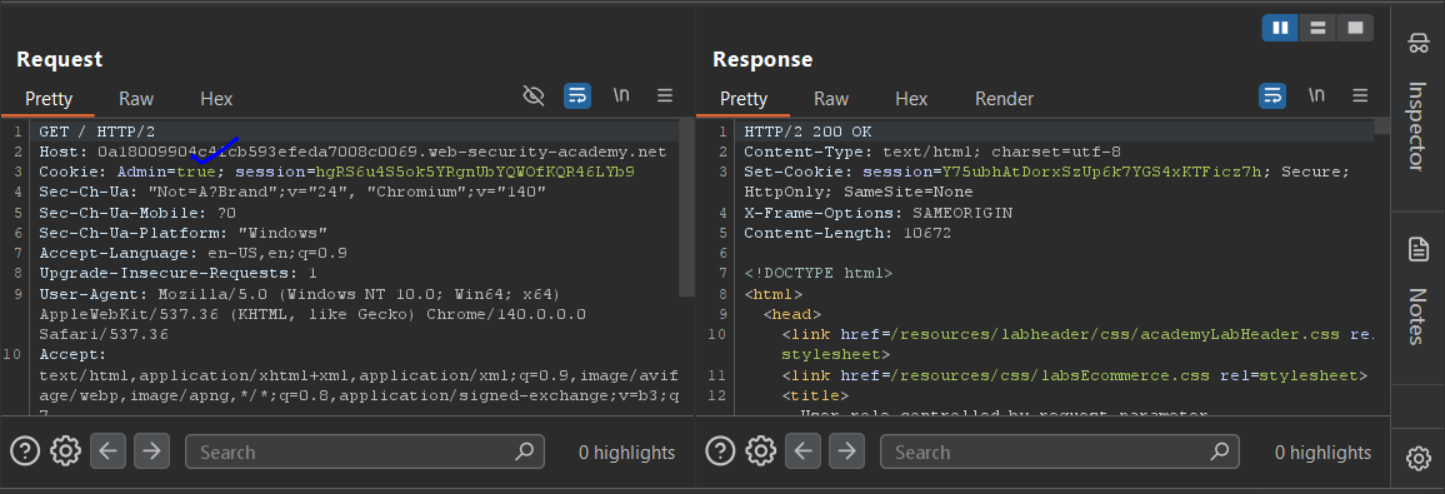 Request
Pretty Raw Hex \n
1 GET / HTTP/2
2 Host: 0a18009904c4fcb593efeda7008c0069.web-security-academy.net
3 Cookie: Admin=true; session=hgRS6u4S5ok5YRgnUbYQWOfKQR46LYb9
4 Sec-Ch-Ua: "Not=A?Brand";v="24", "Chromium";v="140"
5 Sec-Ch-Ua-Mobile: ?0
6 Sec-Ch-Ua-Platform: "Windows"
7 Accept-Language: en-US,en;q=0.9
8 Upgrade-Insecure-Requests: 1
9 User-Agent: Mozilla/5.0 (Windows NT 10.0; Win64; x64)
AppleWebKit/537.36 (KHTML, like Gecko) Chrome/140.0.0.0
Safari/537.36
10 Accept:
text/html,application/xhtml+xml,application/xml;q=0.9,image/avif
age/webp,image/apng,*/*;q=0.8,application/signed-exchange;v=b3;q
Search 0 highlights
Response
Pretty Raw Hex Render \n
1 HTTP/2 200 OK
2 Content-Type: text/html; charset=utf-8
3 Set-Cookie: session=Y75ubhAtDorxSzUp6k7YGS4xKTFicz7h; Secure;
HttpOnly; SameSite=None
4 X-Frame-Options: SAMEORIGIN
5 Content-Length: 10672
6
7 <!DOCTYPE html>
8 <html>
9 <head>
10 <link href=/resources/labheader/css/academyLabHeader.css re
stylesheet>
11 <link href=/resources/css/labsEcommerce.css rel=stylesheet>
12 <title>
User role controlled by request parameter
Search 0 highlights
Inspector
Notes